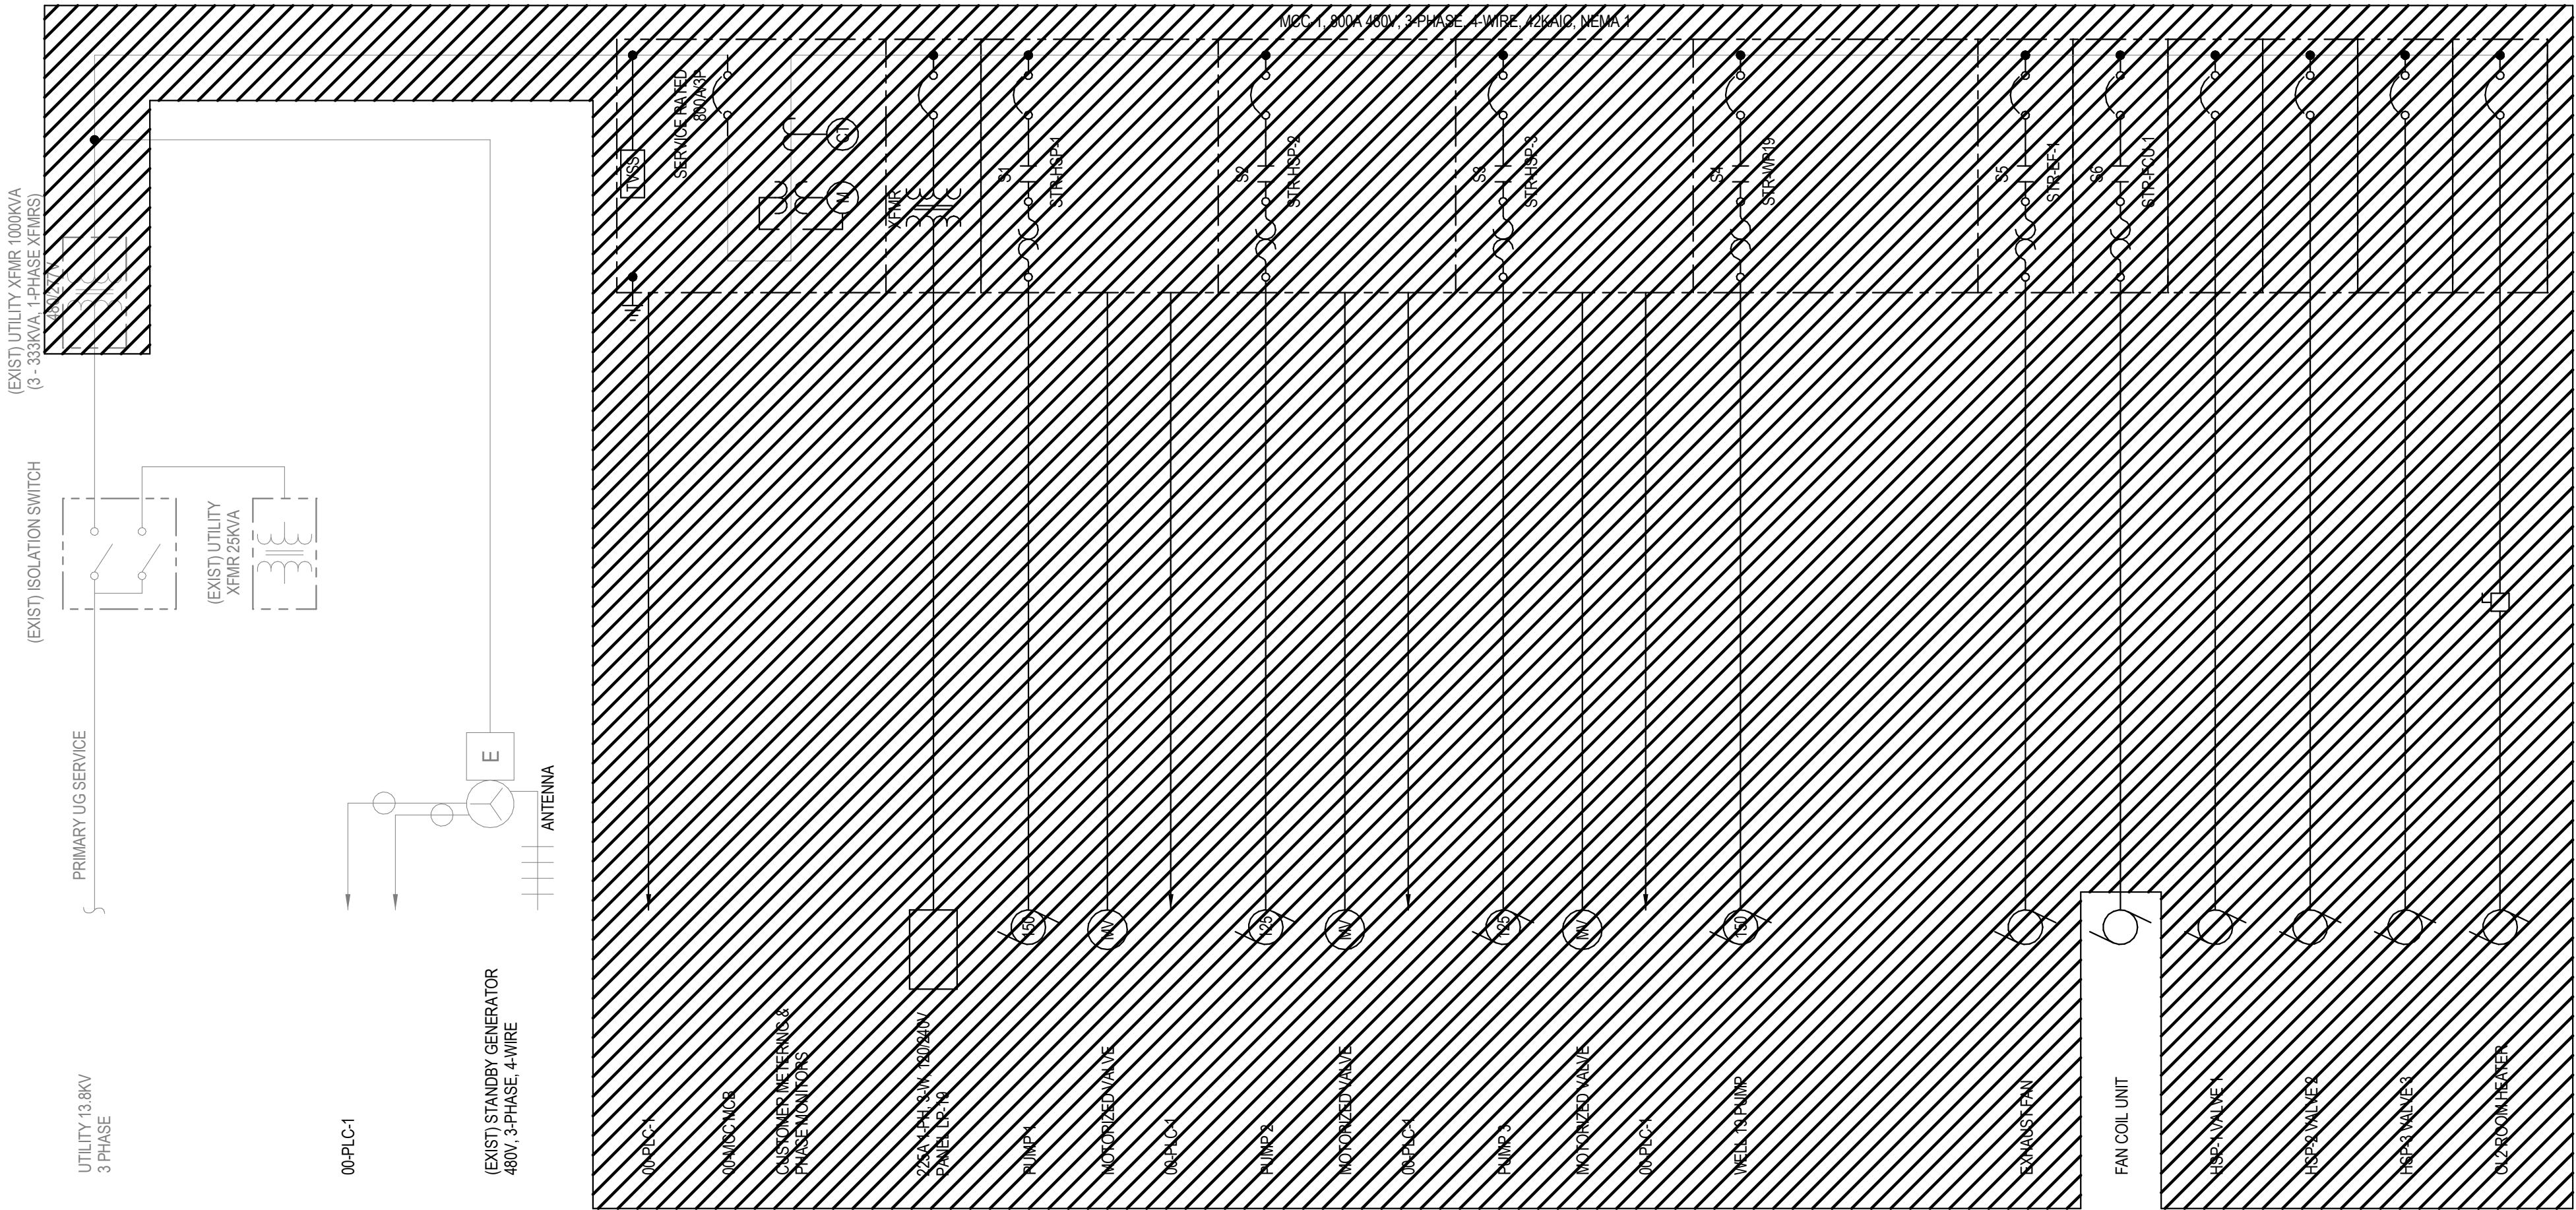 MCC-1, 800A 480V, 3-PHASE, 4-WIRE, 42KAIC, NEMA 1
(EXIST) UTILITY XFMR 1000KVA
(3 - 333KVA, 1-PHASE XFMRS)
480/277V
(EXIST) ISOLATION SWITCH
(EXIST) UTILITY
XFMR 25KVA
PRIMARY UG SERVICE
E
ANTENNA
TVSS
SERVICE RATED
800A/3P
CT
M
XFMR
S1
STR-HSP-1
S2
STR-HSP-2
S3
STR-HSP-3
S4
STR-WP19
S5
STR-EF-1
S6
STR-FCU.1
150
MV
125
MV
125
MV
150
UTILITY 13.8KV
3 PHASE
00-PLC-1
(EXIST) STANDBY GENERATOR
480V, 3-PHASE, 4-WIRE
00-PLC-1
00-MCC1MCB
CUSTOMER METERING &
PHASE MONITORS
225A 1-PH, 3-W, 120/240V
PANEL LP-19
PUMP 1
MOTORIZED VALVE
00-PLC-1
PUMP 2
MOTORIZED VALVE
00-PLC-1
PUMP 3
MOTORIZED VALVE
00-PLC-1
WELL 19 PUMP
EXHAUST FAN
FAN COIL UNIT
HSP-1 VALVE 1
HSP-2 VALVE 2
HSP-3 VALVE 3
CL2 ROOM HEATER